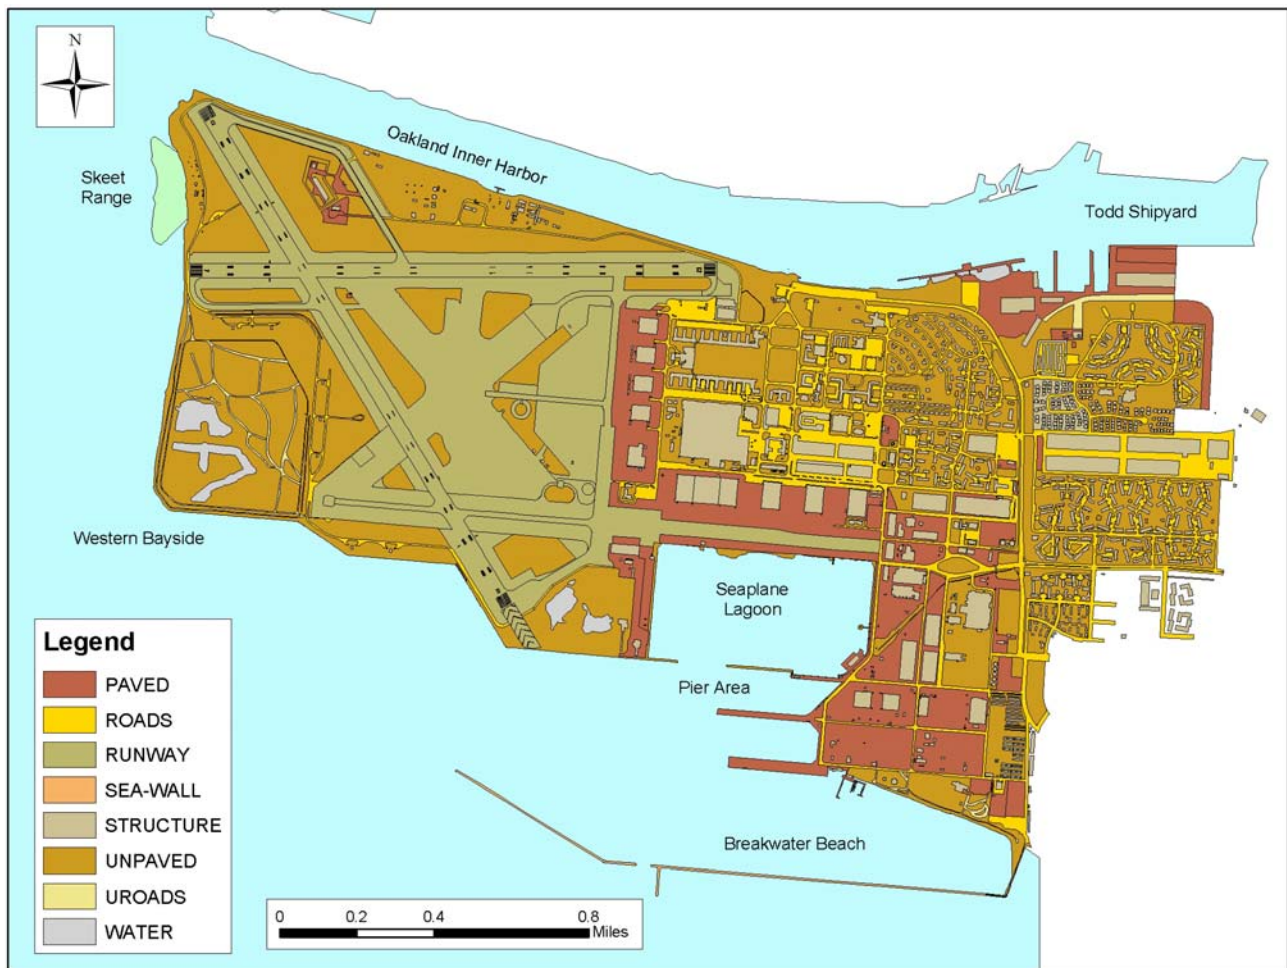 N
Oakland Inner Harbor
Skeet
Range
Todd Shipyard
Western Bayside
Seaplane
Lagoon
Pier Area
Breakwater Beach
Legend
PAVED
ROADS
RUNWAY
SEA-WALL
STRUCTURE
UNPAVED
UROADS
WATER
0 0.2 0.4 0.8
Miles